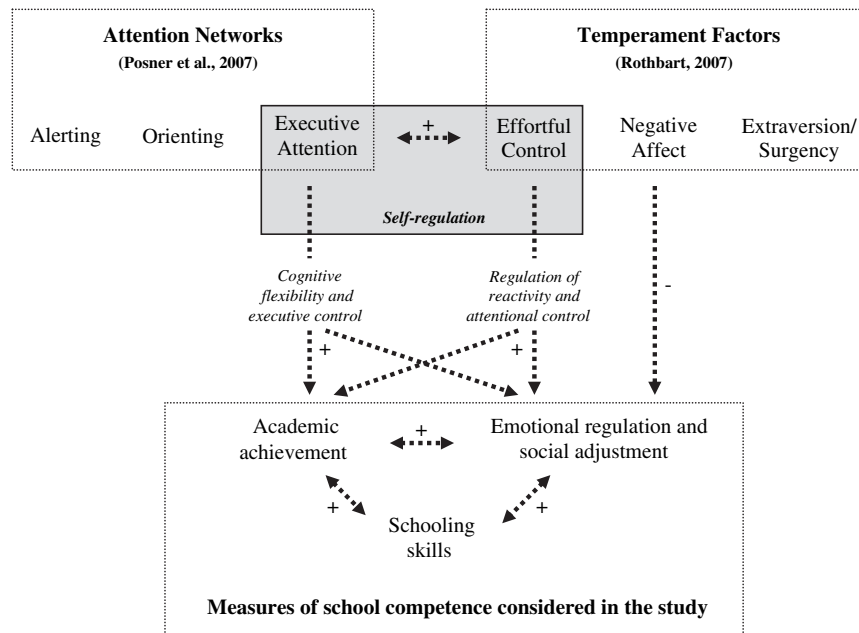 Attention Networks
(Posner et al., 2007)
Temperament Factors
(Rothbart, 2007)
Alerting
Orienting
Executive
Attention
+
Effortful
Control
Negative
Affect
Extraversion/
Surgency
Self-regulation
Cognitive
flexibility and
executive control
Regulation of
reactivity and
attentional control
-
+
+
Academic
achievement
+
Emotional regulation and
social adjustment
+
+
Schooling
skills
Measures of school competence considered in the study